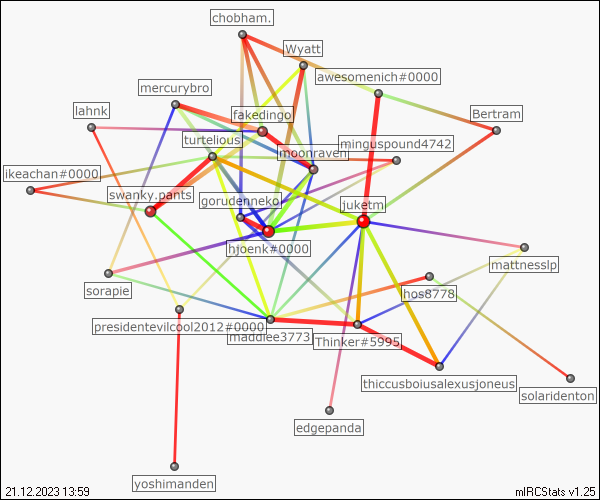 chobham.
Wyatt
awesomenich#0000
mercurybro
lahnk
fakedingo
Bertram
turtelious
minguspound4742
moonraven
ikeachan#0000
swanky.pants
gorudenneko
juketn
hjoenk#0000
mattnesslp
sorapie
hos8778
presidentevilcool2012#0000
maddiee3773
Thinker#5995
thiccusboiusalexusjoneus
solaridenton
edgepanda
yoshimanden
21.12.2023 13:59
mIRCStats v1.25